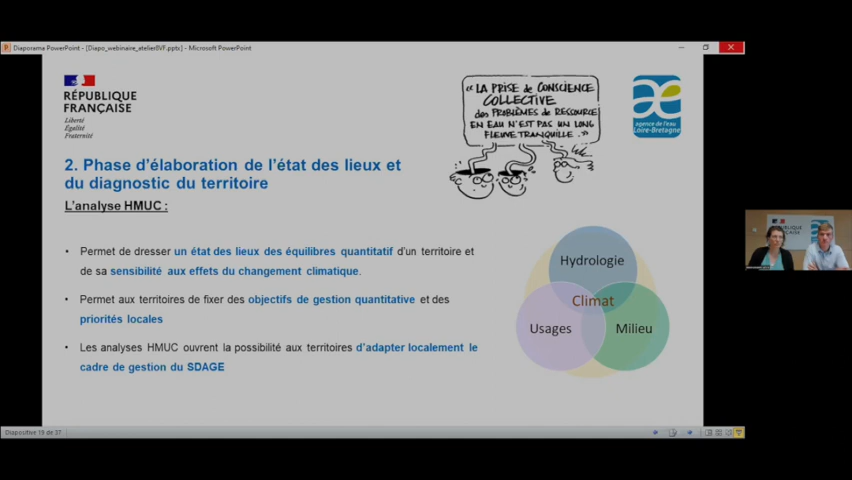 Diaporama PowerPoint - [Diapo_webinaire_atelierBVF.pptx] - Microsoft PowerPoint
RÉPUBLIQUE
FRANÇAISE
Liberté
Égalité
Fraternité
« LA PRISE de CONSCIENCE
COLLECTIVE
des PROBLÈMES de RESSOURCE
EN EAU N'EST PAS UN LONG
FLEUVE TRANQUILLE. »
agence de l'eau
Loire-Bretagne
2. Phase d'élaboration de l'état des lieux et
du diagnostic du territoire
L'analyse HMUC :
• Permet de dresser un état des lieux des équilibres quantitatif d'un territoire et
de sa sensibilité aux effets du changement climatique.
• Permet aux territoires de fixer des objectifs de gestion quantitative et des
priorités locales
• Les analyses HMUC ouvrent la possibilité aux territoires d'adapter localement le
cadre de gestion du SDAGE
Hydrologie
Climat
Usages
Milieu
Diapositive 19 de 37